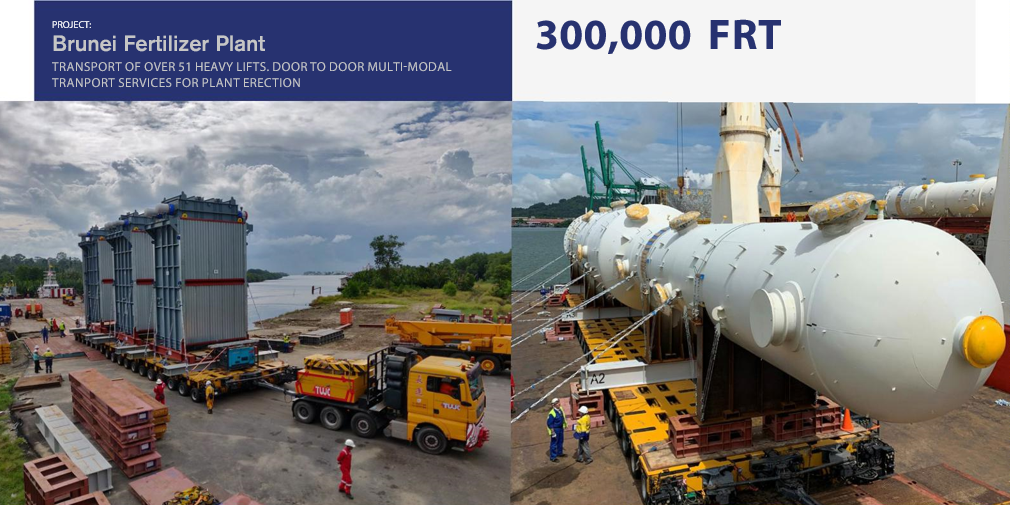 PROJECT:
Brunei Fertilizer Plant
TRANSPORT OF OVER 51 HEAVY LIFTS. DOOR TO DOOR MULTI-MODAL
TRANPORT SERVICES FOR PLANT ERECTION
300,000 FRT
A2